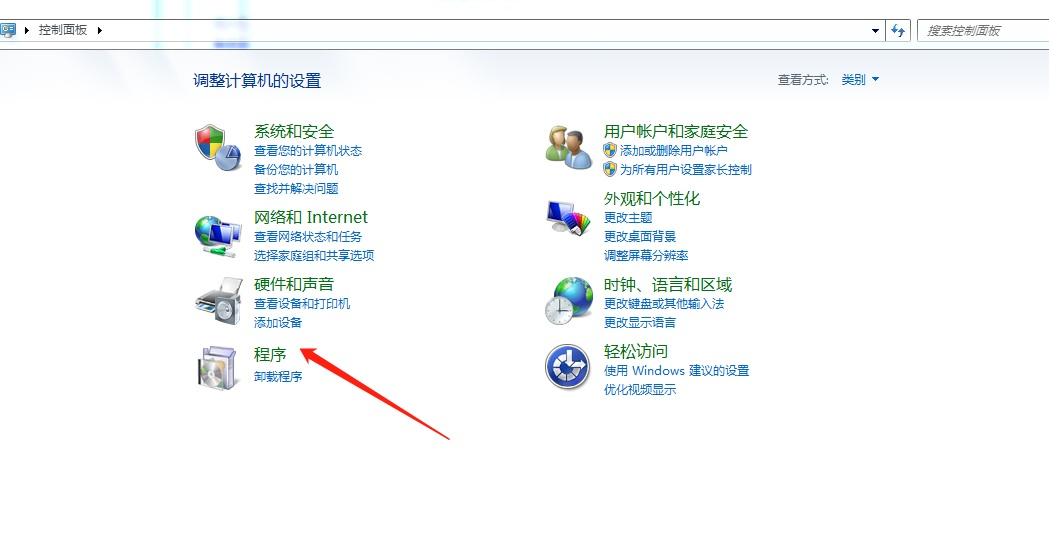 控制面板
搜索控制面板
调整计算机的设置
查看方式: 类别
系统和安全
查看您的计算机状态
备份您的计算机
查找并解决问题
网络和 Internet
查看网络状态和任务
选择家庭组和共享选项
硬件和声音
查看设备和打印机
添加设备
程序
卸载程序
用户帐户和家庭安全
添加或删除用户帐户
为所有用户设置家长控制
外观和个性化
更改主题
更改桌面背景
调整屏幕分辨率
时钟、语言和区域
更改键盘或其他输入法
更改显示语言
轻松访问
使用 Windows 建议的设置
优化视频显示